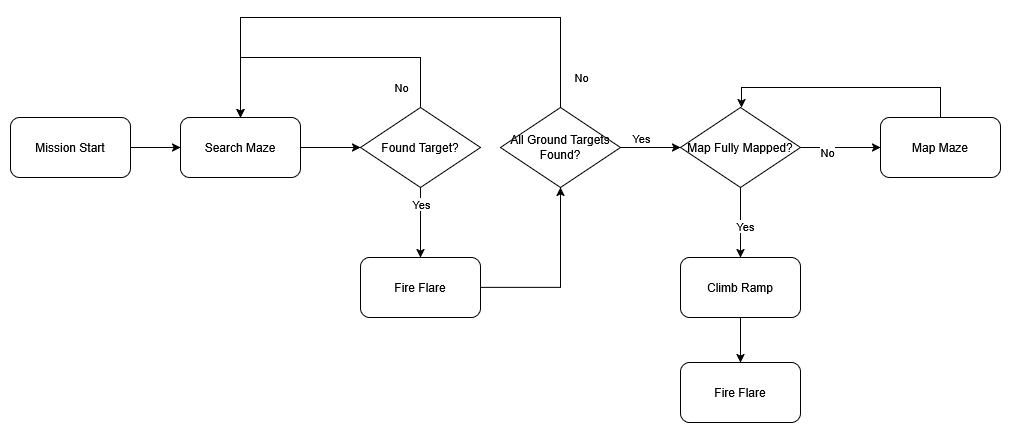 No
No
Mission Start
Search Maze
Found Target?
All Ground Targets
Found?
Yes
Map Fully Mapped?
No
Map Maze
Yes
Yes
Fire Flare
Climb Ramp
Fire Flare